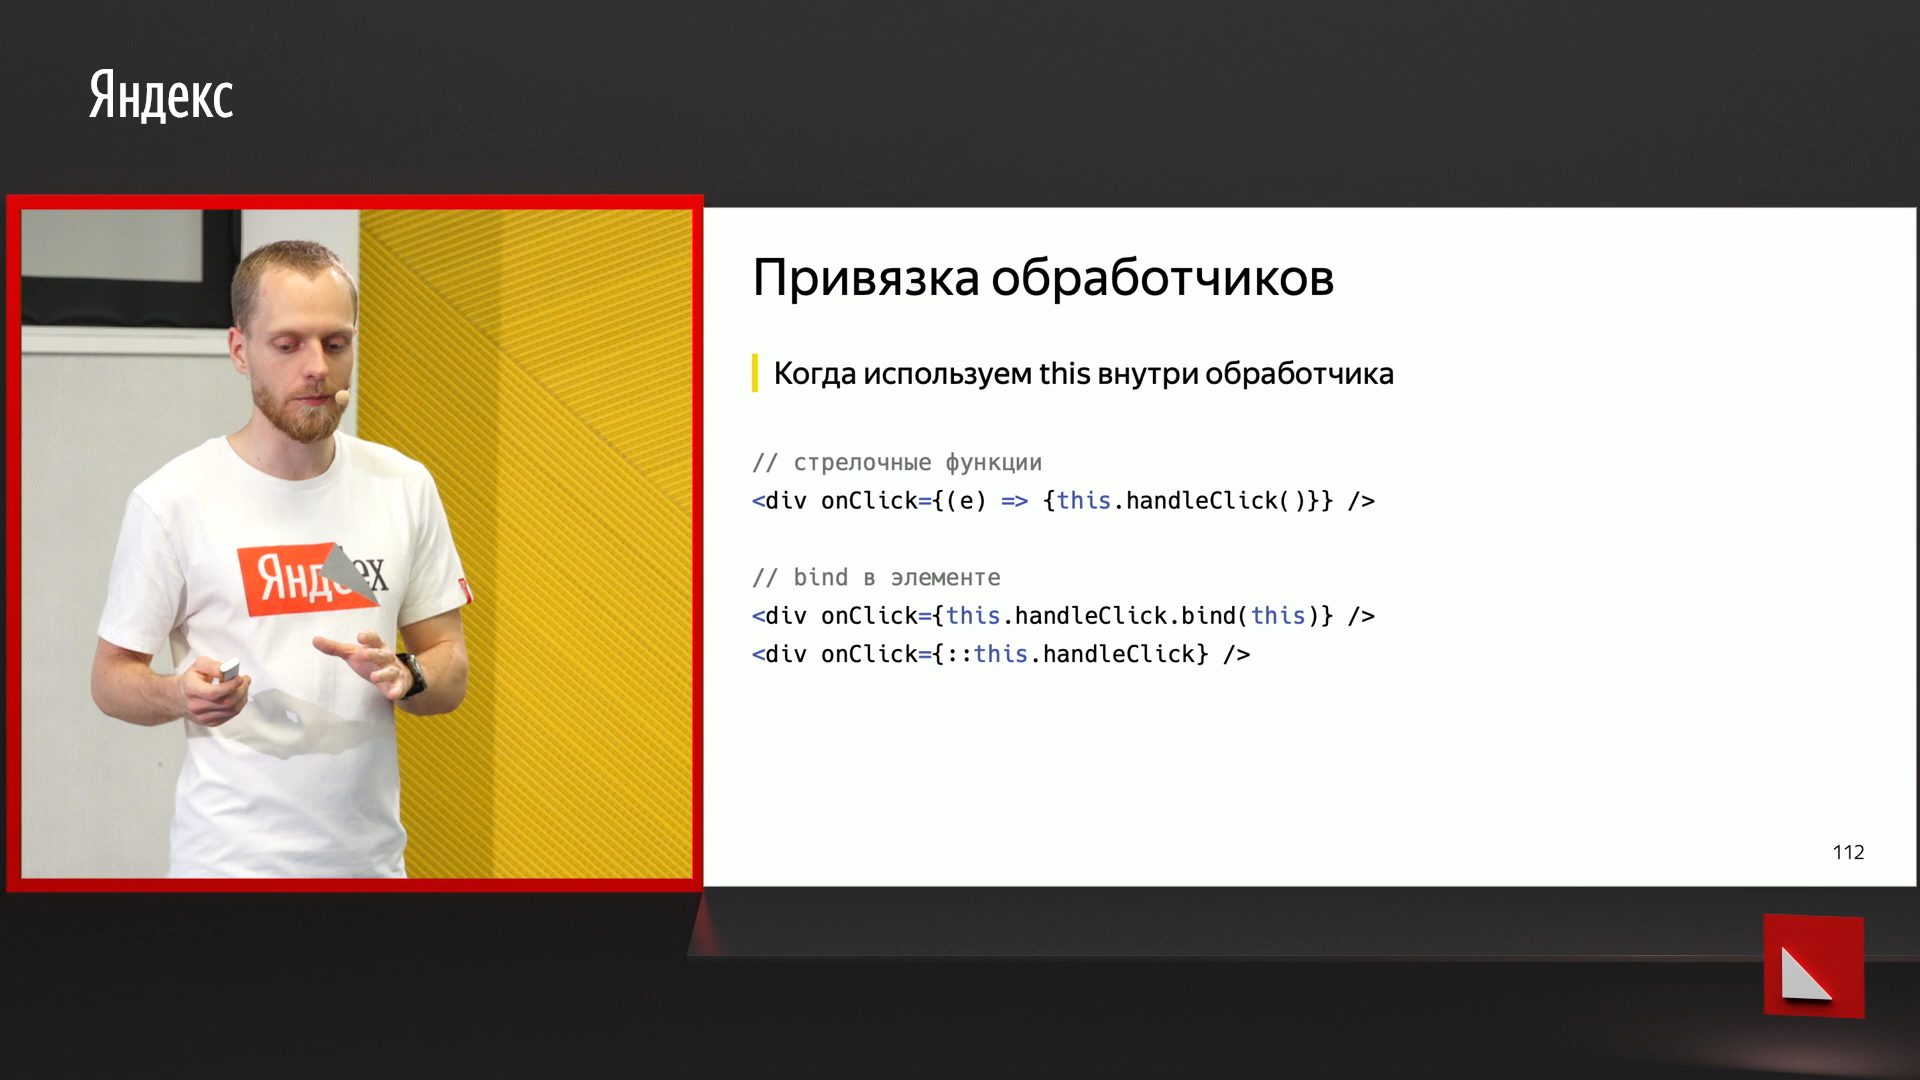 Яндекс
Яндех
Привязка обработчиков
Когда используем this внутри обработчика
// стрелочные функции
<div onClick={(e) => {this.handleClick()}} />
// bind в элементе
<div onClick={this.handleClick.bind(this)} />
<div onClick={::this.handleClick} />
112